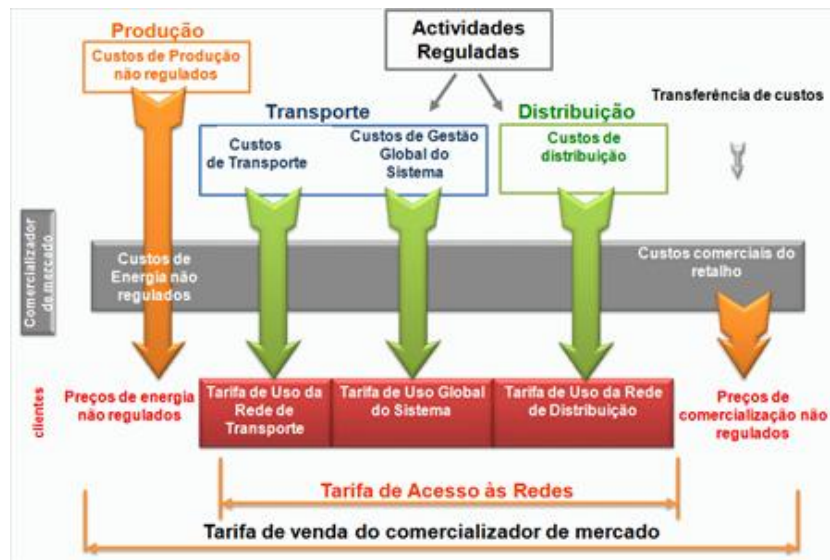 Produção
Custos de Produção
não regulados
Actividades
Reguladas
Transporte
Custos
de Transporte
Custos de Gestão
Global do
Sistema
Distribuição
Custos de
distribuição
Transferência de custos
Comercializador
de mercado
Custos de
Energia não
regulados
Custos comerciais do
retalho
clientes
Preços de energia
não regulados
Tarifa de Uso da
Rede de
Transporte
Tarifa de Uso Global
do Sistema
Tarifa de Uso da Rede
de Distribuição
Preços de
comercialização não
regulados
Tarifa de Acesso às Redes
Tarifa de venda do comercializador de mercado